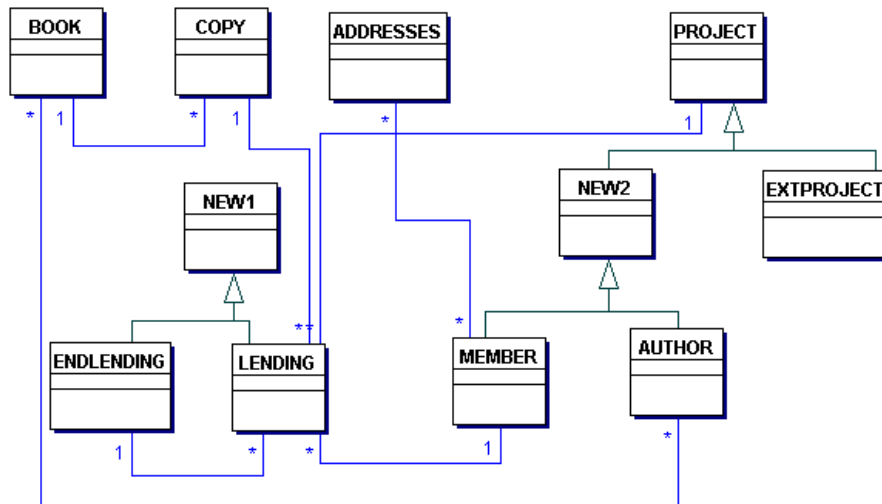 BOOK
COPY
ADDRESSES
PROJECT
* 1 * 1 * 1
NEW1
NEW2
EXTPROJECT
** *
ENDLENDING
LENDING
MEMBER
AUTHOR
1 * * 1 *